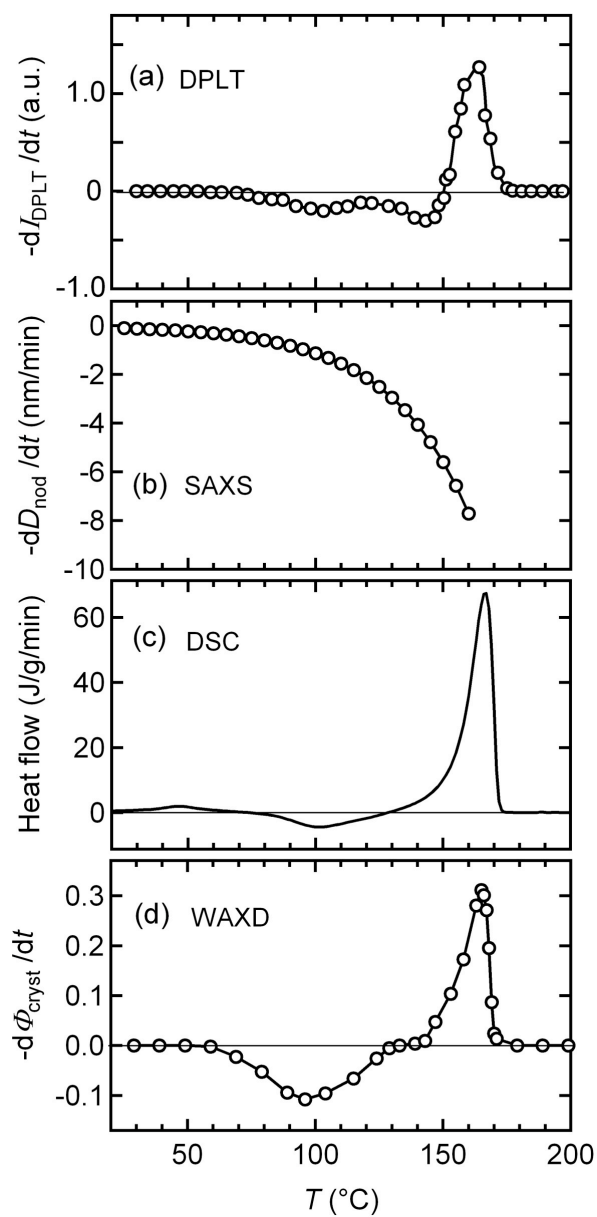 (a) DPLT
-dI_DPLT /dt (a.u.)
1.0
0
-1.0
0
-2
-4
-6
-8
-10
-dD_nod /dt (nm/min)
(b) SAXS
(c) DSC
Heat flow (J/g/min)
60
40
20
0
(d) WAXD
-dΦ_cryst /dt
0.3
0.2
0.1
0.0
-0.1
50 100 150 200
T (°C)